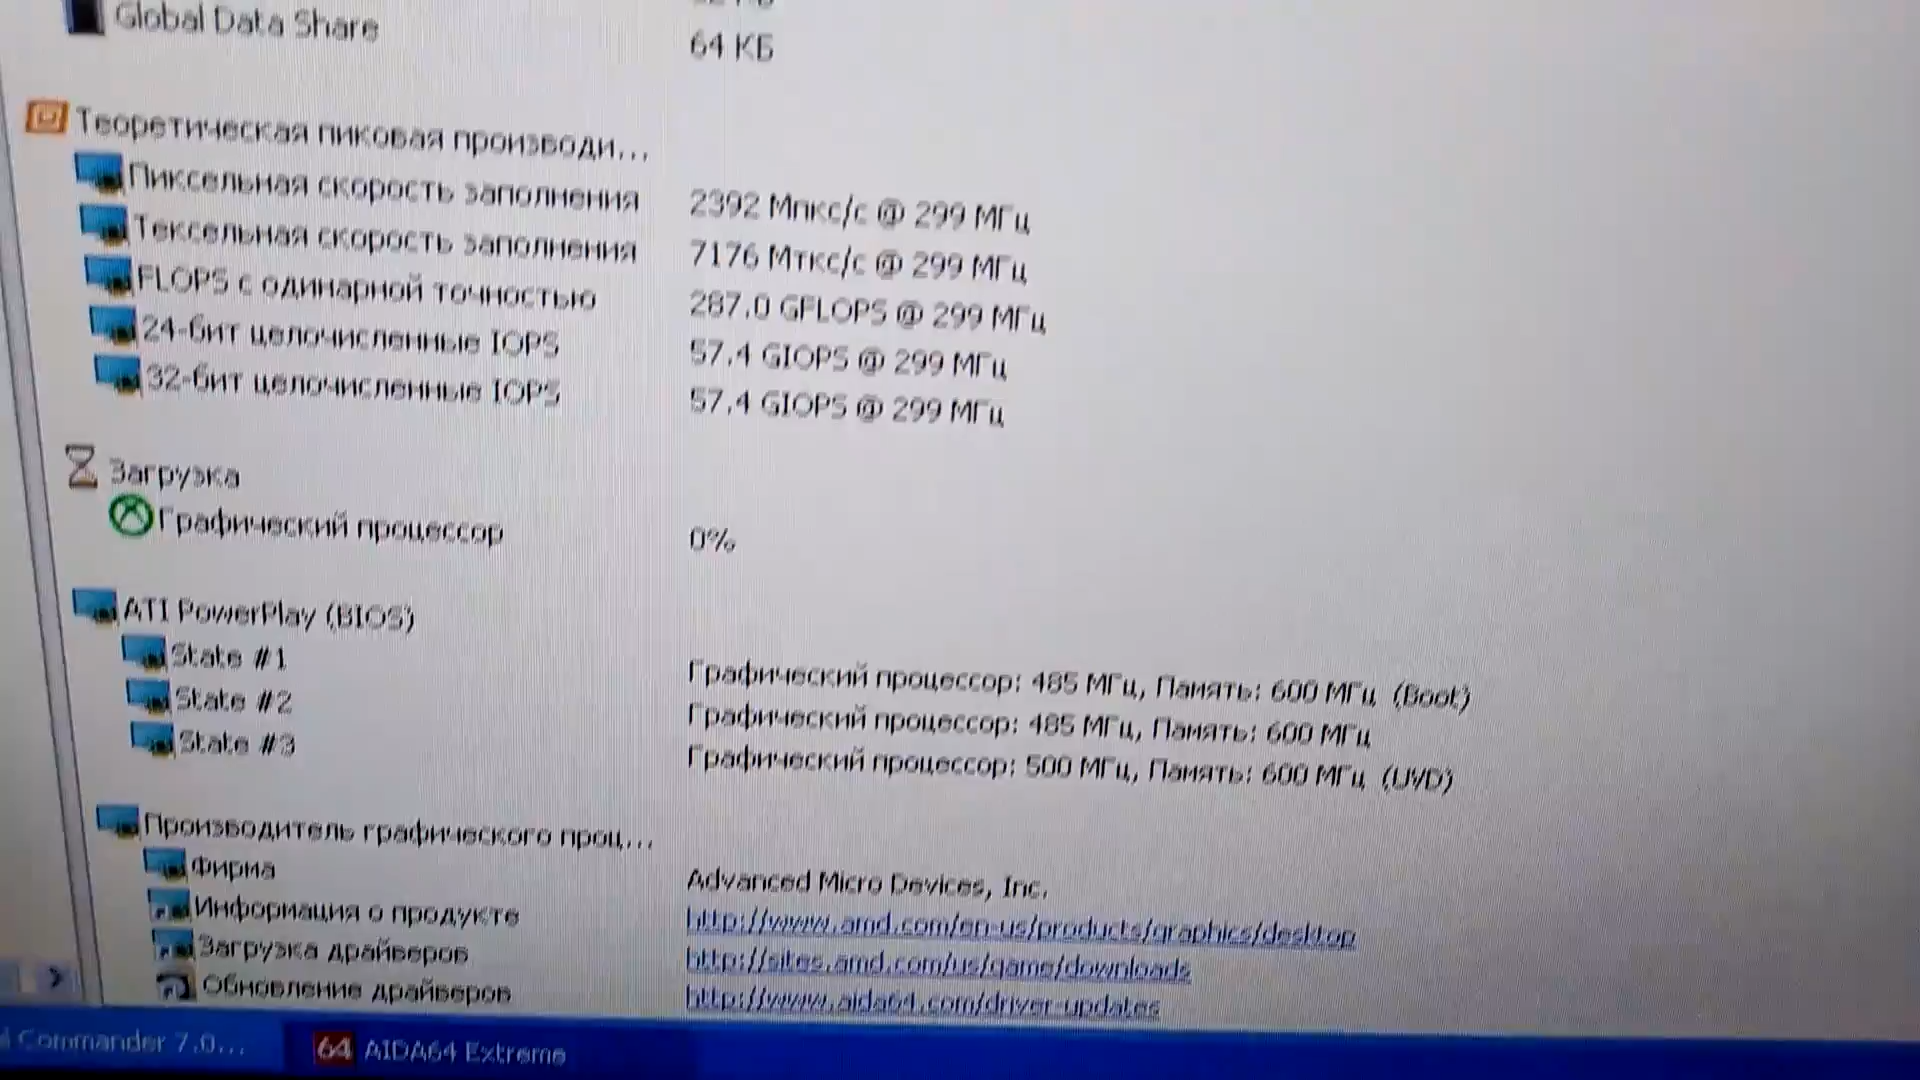 Global Data Share 64 КБ
Теоретическая пиковая производи...
Пиксельная скорость заполнения 2392 Мпкс/с @ 299 МГц
Тексельная скорость заполнения 7176 Мткс/с @ 299 МГц
FLOPS с одинарной точностью 287.0 GFLOPS @ 299 МГц
24-бит целочисленные IOPS 57.4 GIOPS @ 299 МГц
32-бит целочисленные IOPS 57.4 GIOPS @ 299 МГц
Загрузка
Графический процессор 0%
ATI PowerPlay (BIOS)
State #1 Графический процессор: 485 МГц, Память: 600 МГц (Boot)
State #2 Графический процессор: 485 МГц, Память: 600 МГц
State #3 Графический процессор: 500 МГц, Память: 600 МГц (UVD)
Производитель графического проц...
Фирма Advanced Micro Devices, Inc.
Информация о продукте http://www.amd.com/en-us/products/graphics/desktop
Загрузка драйверов http://sites.amd.com/us/game/downloads
Обновление драйверов http://www.aida64.com/driver-updates
Commander 7.0...
64 AIDA64 Extreme